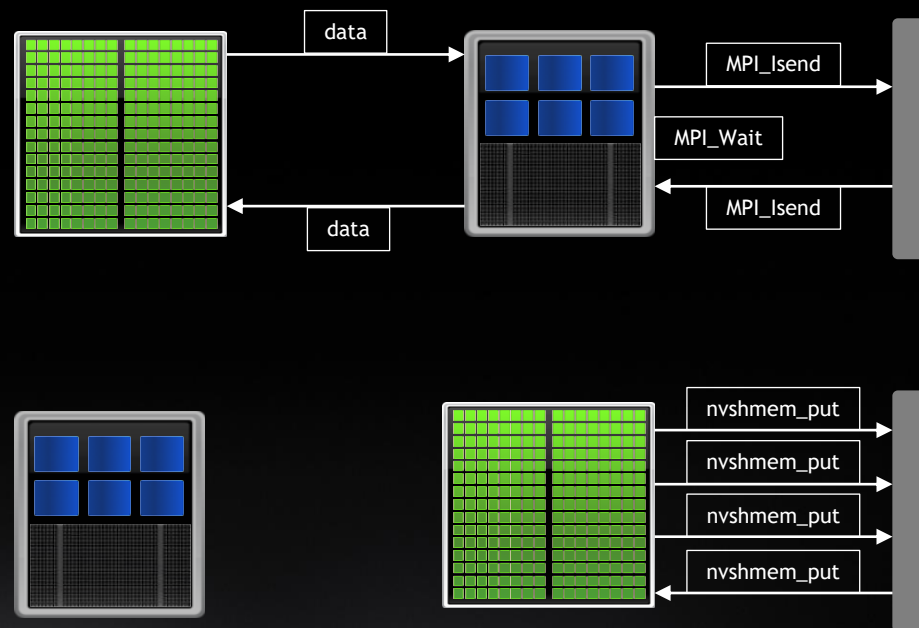 data
MPI_Isend
MPI_Wait
MPI_Isend
data
nvshmem_put
nvshmem_put
nvshmem_put
nvshmem_put